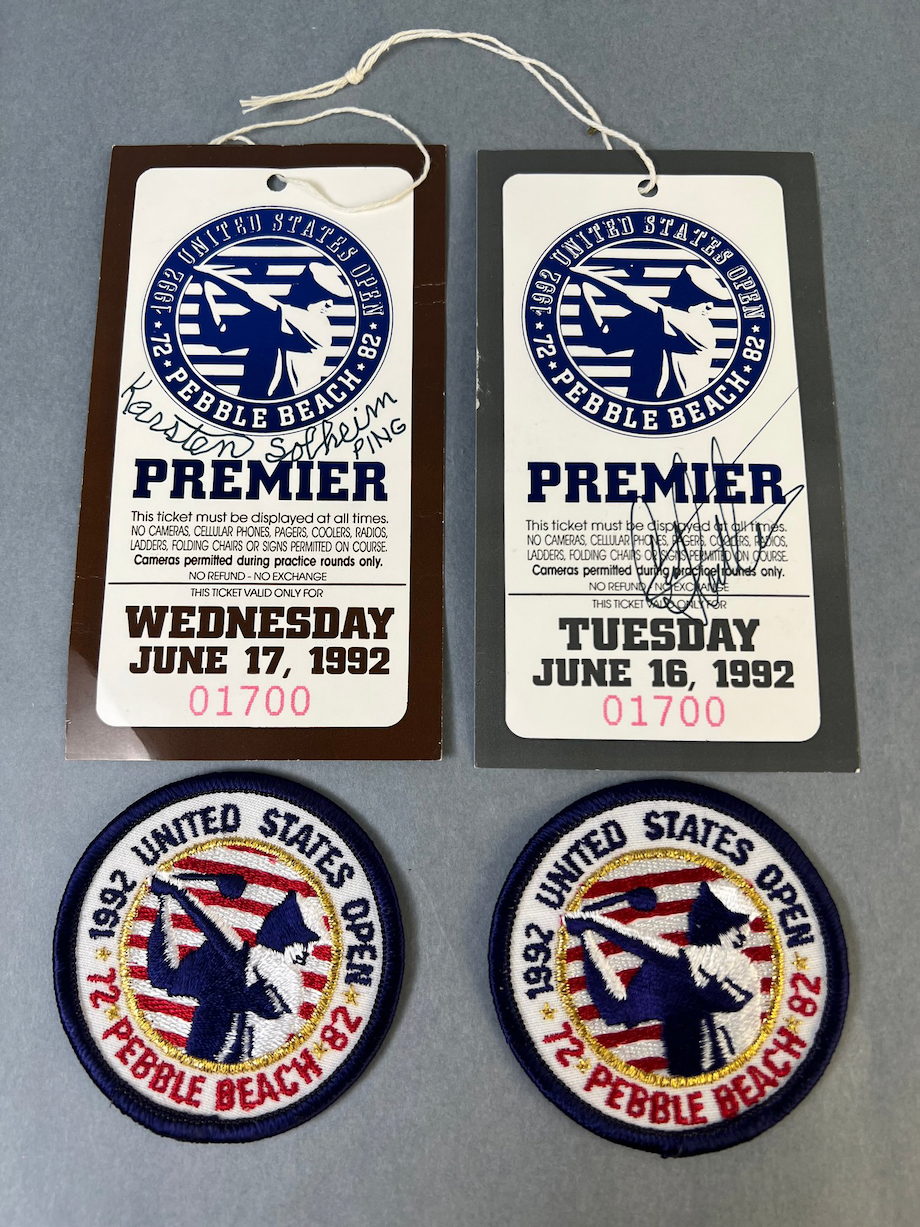 1992 UNITED STATES OPEN
72 ★ PEBBLE BEACH ★ 82
Karsten Solheim
PING
PREMIER
This ticket must be displayed at all times.
NO CAMERAS, CELLULAR PHONES, PAGERS, COOLERS, RADIOS,
LADDERS, FOLDING CHAIRS OR SIGNS PERMITTED ON COURSE.
Cameras permitted during practice rounds only.
NO REFUND - NO EXCHANGE
THIS TICKET VALID ONLY FOR
WEDNESDAY
JUNE 17, 1992
01700
1992 UNITED STATES OPEN
72 ★ PEBBLE BEACH ★ 82
PREMIER
This ticket must be displayed at all times.
NO CAMERAS, CELLULAR PHONES, PAGERS, COOLERS, RADIOS,
LADDERS, FOLDING CHAIRS OR SIGNS PERMITTED ON COURSE.
Cameras permitted during practice rounds only.
NO REFUND - NO EXCHANGE
THIS TICKET VALID ONLY FOR
TUESDAY
JUNE 16, 1992
01700
1992 UNITED STATES OPEN
72 ★ PEBBLE BEACH ★ 82
1992 UNITED STATES OPEN
72 ★ PEBBLE BEACH ★ 82